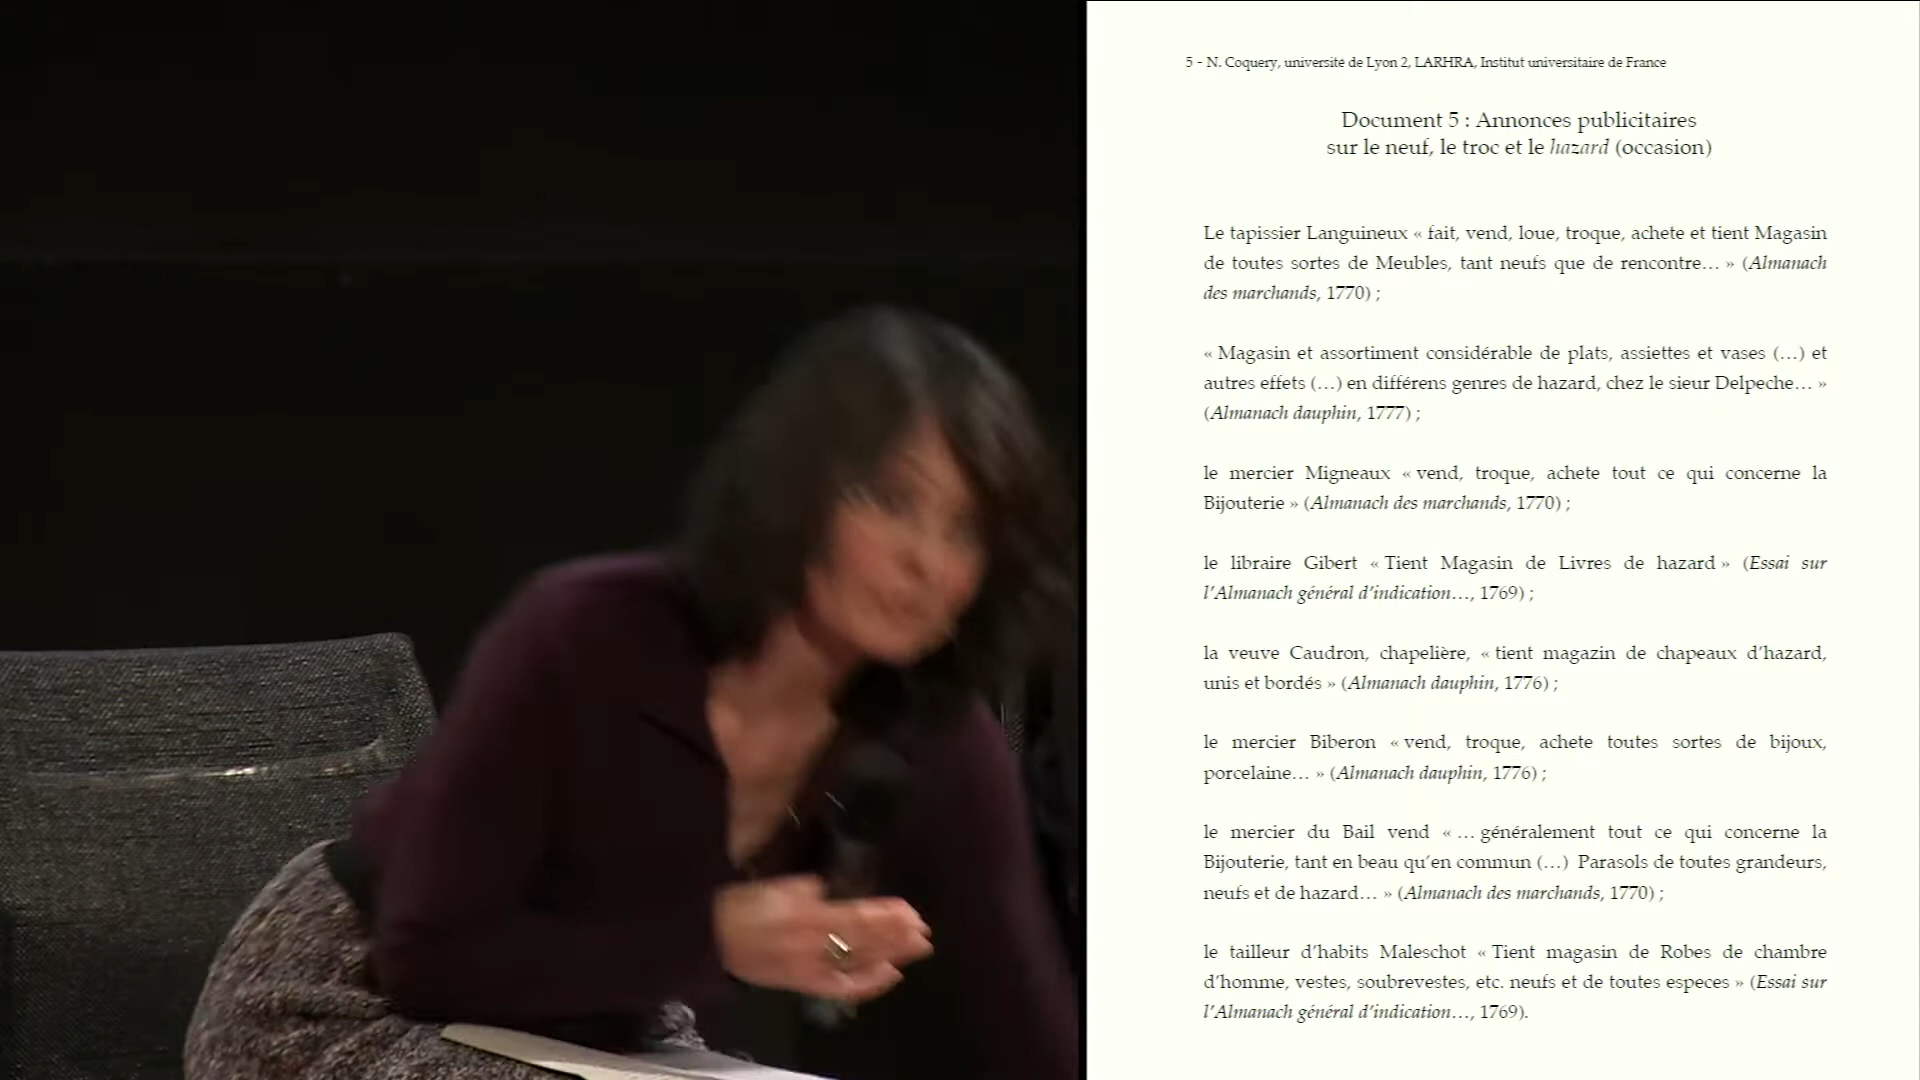 5 - N. Coquery, université de Lyon 2, LARHRA, Institut universitaire de France
Document 5 : Annonces publicitaires
sur le neuf, le troc et le hazard (occasion)
Le tapissier Languineux « fait, vend, loue, troque, achete et tient Magasin
de toutes sortes de Meubles, tant neufs que de rencontre… » (Almanach
des marchands, 1770) ;
« Magasin et assortiment considérable de plats, assiettes et vases (…) et
autres effets (…) en différens genres de hazard, chez le sieur Delpeche… »
(Almanach dauphin, 1777) ;
le mercier Migneaux « vend, troque, achete tout ce qui concerne la
Bijouterie » (Almanach des marchands, 1770) ;
le libraire Gibert « Tient Magasin de Livres de hazard » (Essai sur
l’Almanach général d’indication…, 1769) ;
la veuve Caudron, chapelière, « tient magazin de chapeaux d’hazard,
unis et bordés » (Almanach dauphin, 1776) ;
le mercier Biberon « vend, troque, achete toutes sortes de bijoux,
porcelaine… » (Almanach dauphin, 1776) ;
le mercier du Bail vend « … généralement tout ce qui concerne la
Bijouterie, tant en beau qu’en commun (…) Parasols de toutes grandeurs,
neufs et de hazard… » (Almanach des marchands, 1770) ;
le tailleur d’habits Maleschot « Tient magasin de Robes de chambre
d’homme, vestes, soubrevestes, etc. neufs et de toutes especes » (Essai sur
l’Almanach général d’indication…, 1769).